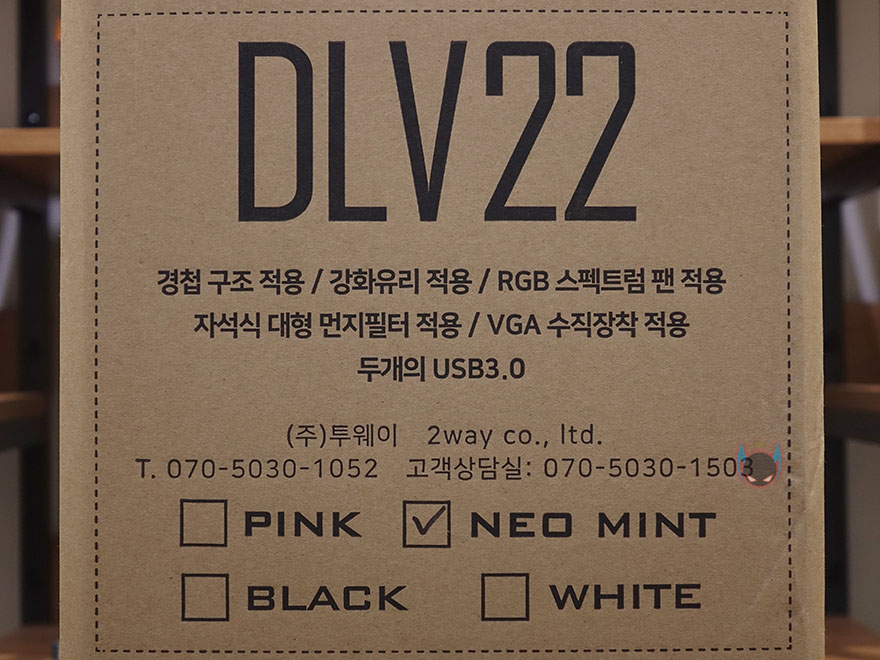 DLV22
경첩 구조 적용 / 강화유리 적용 / RGB 스펙트럼 팬 적용
자석식 대형 먼지필터 적용 / VGA 수직장착 적용
두개의 USB3.0
(주)투웨이 2way co., ltd.
T. 070-5030-1052 고객상담실: 070-5030-1503
PINK NEO MINT
BLACK WHITE